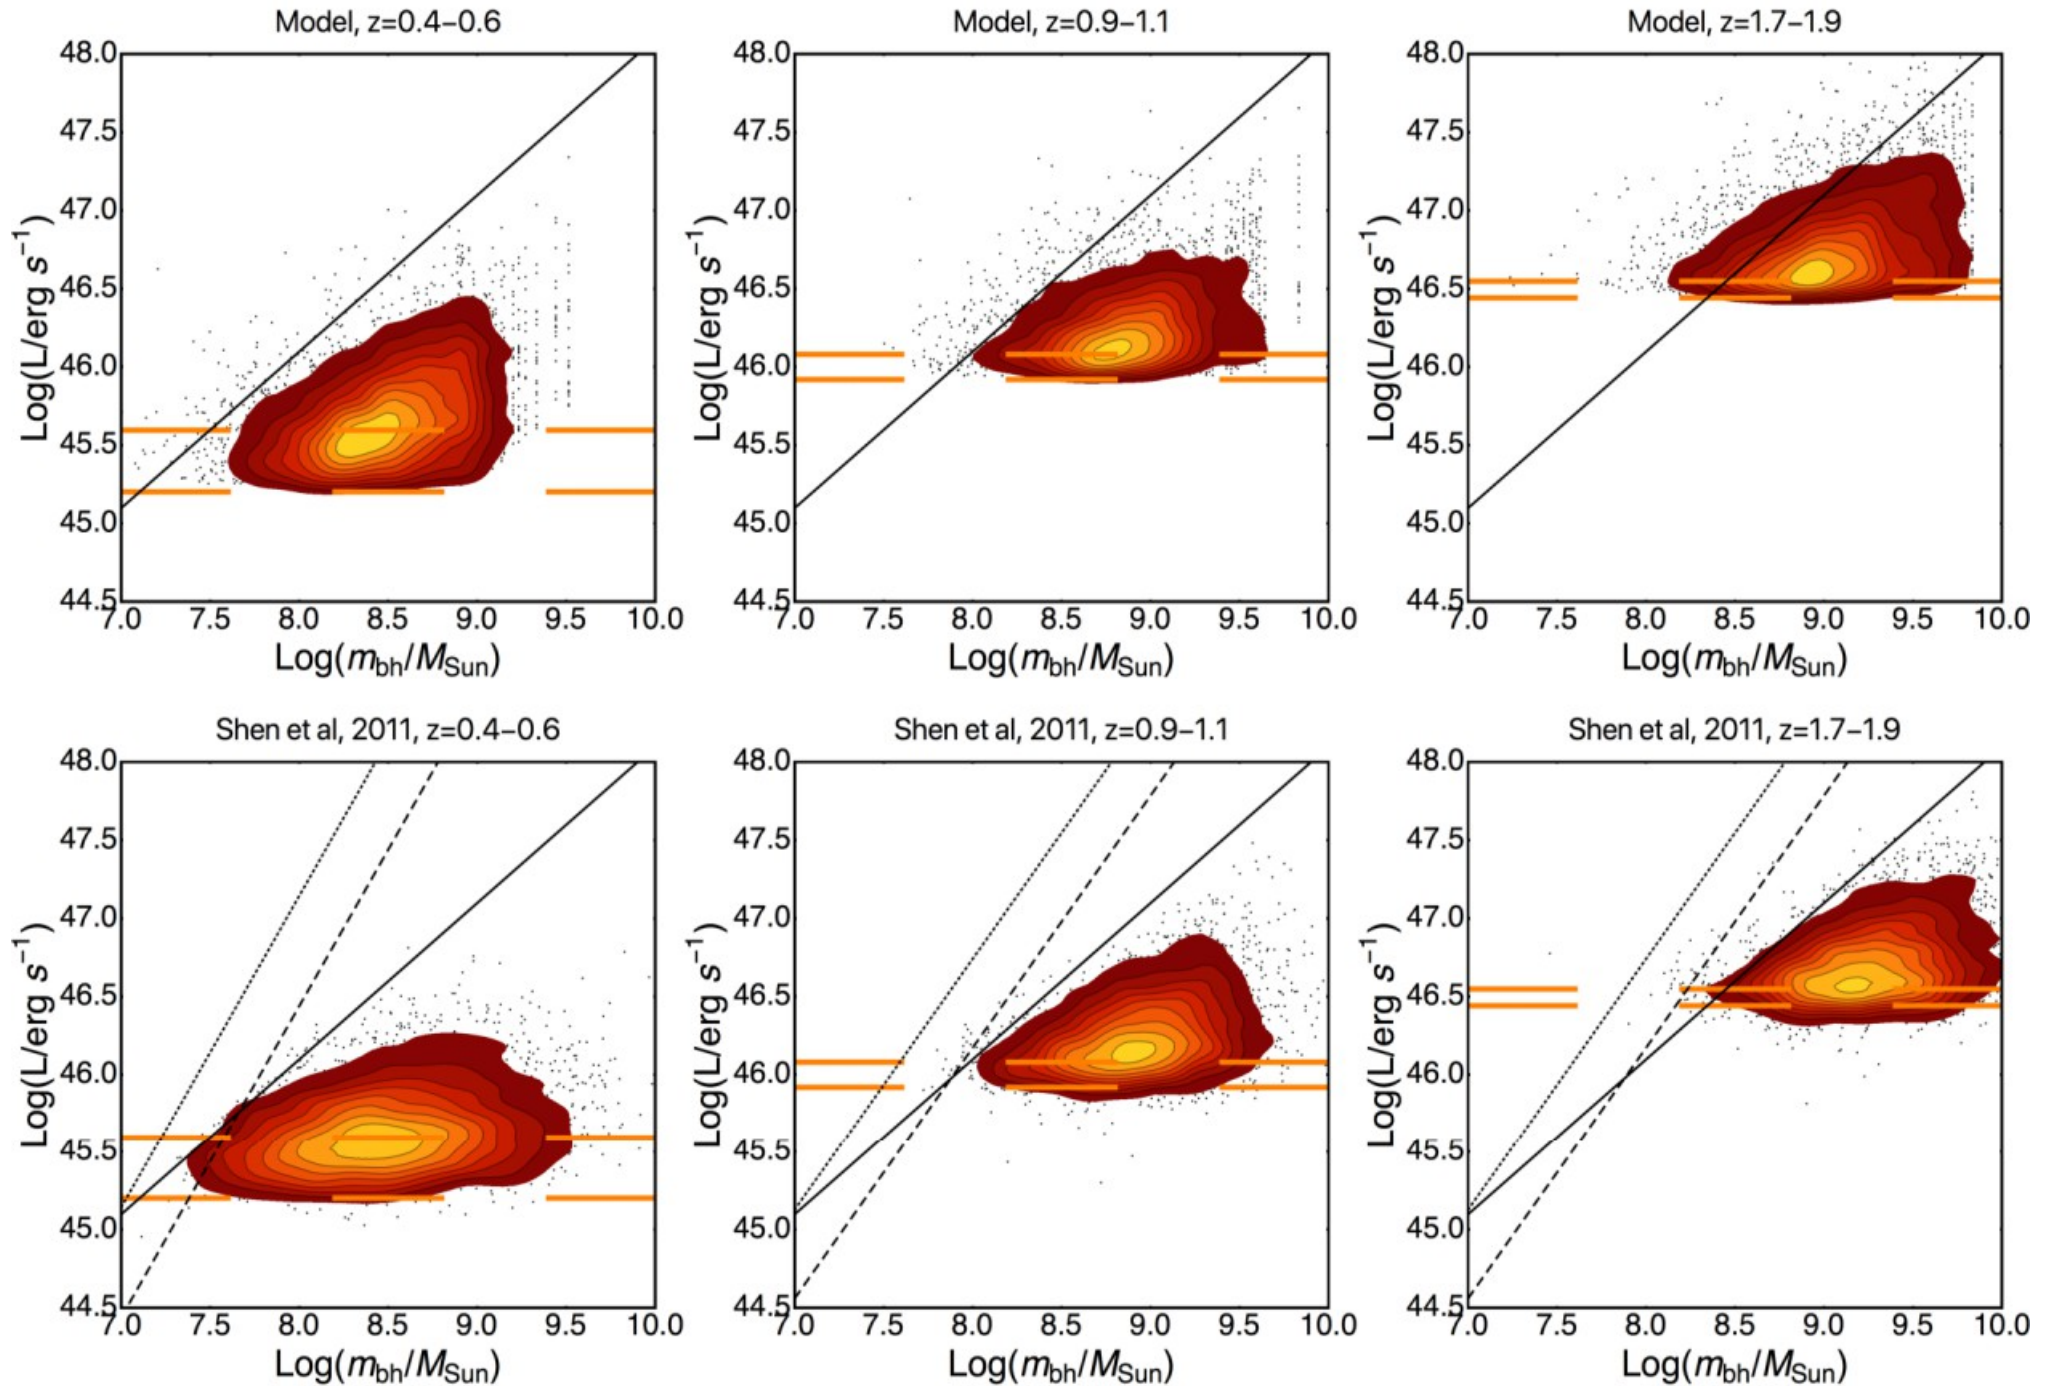 Model, z=0.4–0.6
Model, z=0.9–1.1
Model, z=1.7–1.9
48.0
47.5
47.0
46.5
46.0
45.5
45.0
44.5
Log(L/erg s⁻¹)
7.0 7.5 8.0 8.5 9.0 9.5 10.0
Log(m_bh/M_Sun)
48.0
47.5
47.0
46.5
46.0
45.5
45.0
44.5
Log(L/erg s⁻¹)
7.0 7.5 8.0 8.5 9.0 9.5 10.0
Log(m_bh/M_Sun)
48.0
47.5
47.0
46.5
46.0
45.5
45.0
44.5
Log(L/erg s⁻¹)
7.0 7.5 8.0 8.5 9.0 9.5 10.0
Log(m_bh/M_Sun)
Shen et al, 2011, z=0.4–0.6
Shen et al, 2011, z=0.9–1.1
Shen et al, 2011, z=1.7–1.9
48.0
47.5
47.0
46.5
46.0
45.5
45.0
44.5
Log(L/erg s⁻¹)
7.0 7.5 8.0 8.5 9.0 9.5 10.0
Log(m_bh/M_Sun)
48.0
47.5
47.0
46.5
46.0
45.5
45.0
44.5
Log(L/erg s⁻¹)
7.0 7.5 8.0 8.5 9.0 9.5 10.0
Log(m_bh/M_Sun)
48.0
47.5
47.0
46.5
46.0
45.5
45.0
44.5
Log(L/erg s⁻¹)
7.0 7.5 8.0 8.5 9.0 9.5 10.0
Log(m_bh/M_Sun)